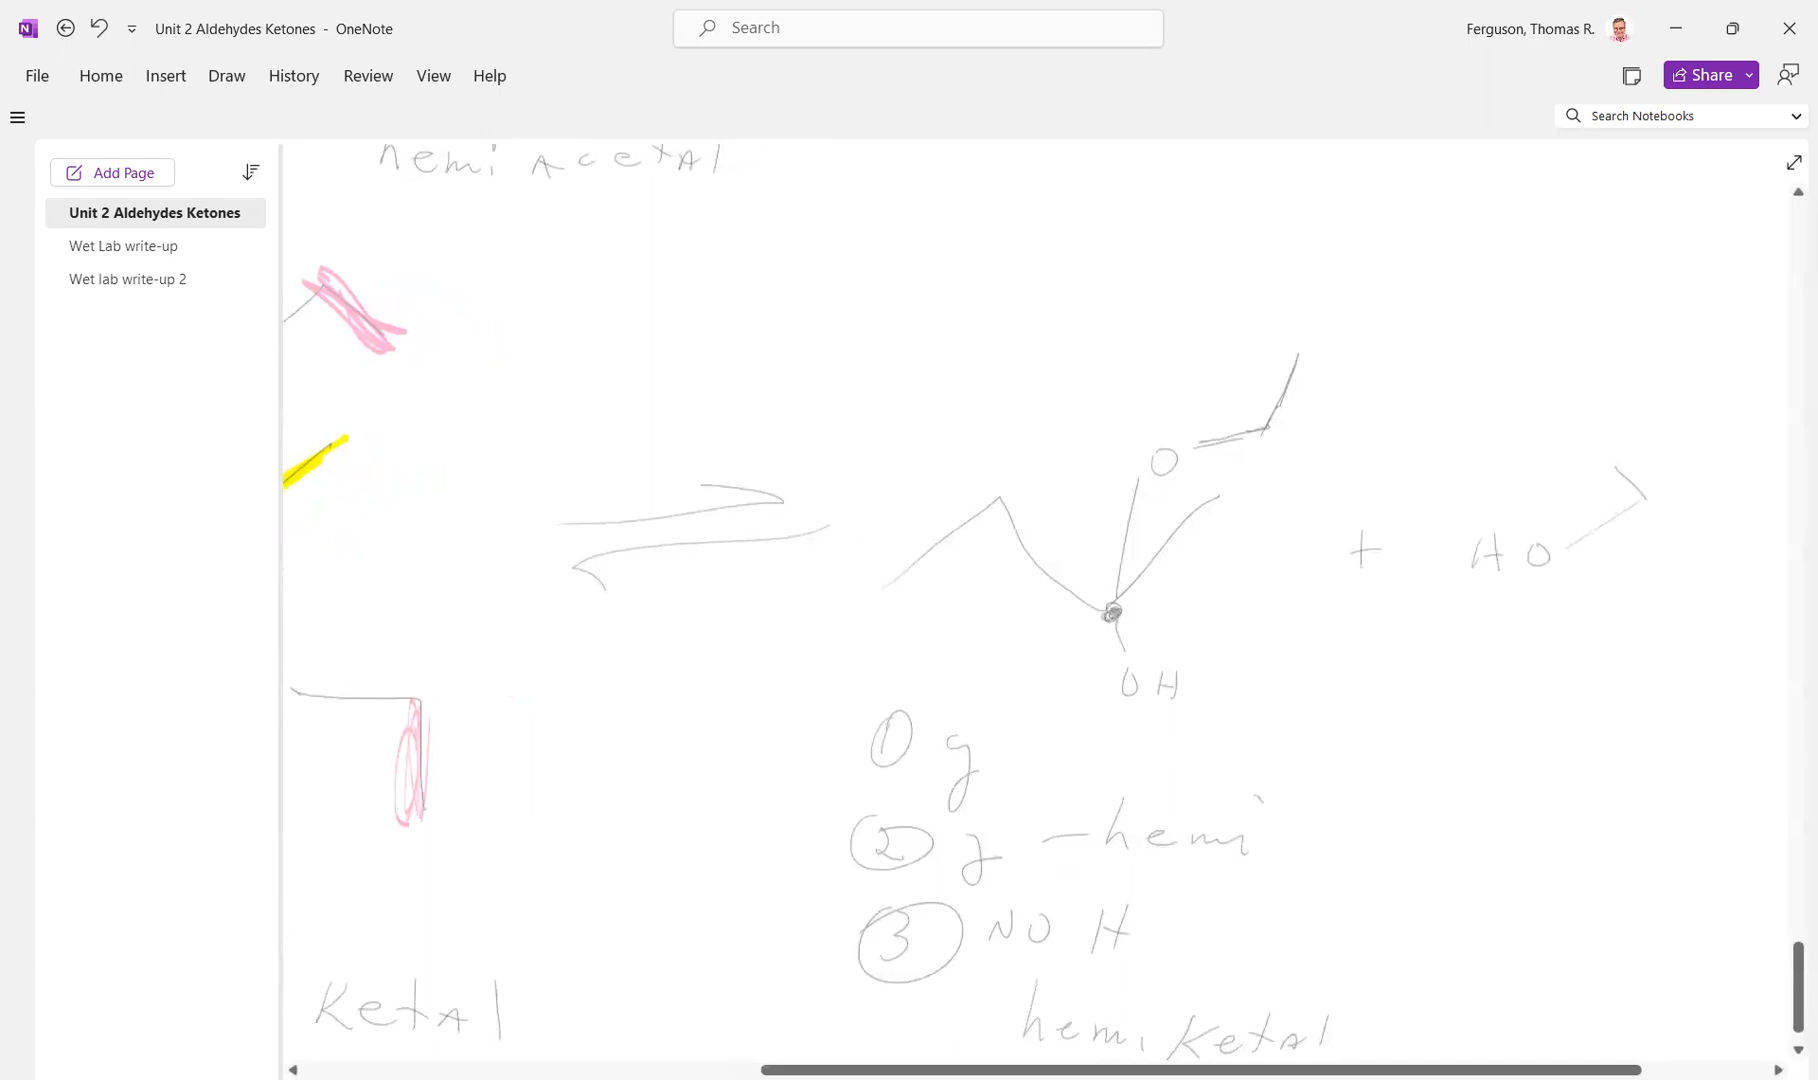 Unit 2 Aldehydes Ketones - OneNote
Search
Ferguson, Thomas R.
File Home Insert Draw History Review View Help
Share
Search Notebooks
Add Page
Unit 2 Aldehydes Ketones
Wet Lab write-up
Wet lab write-up 2
hemi Acetal
O
+ HO
OH
1 y
2 y - hemi
3 NO H
Ketal
hemi Ketal